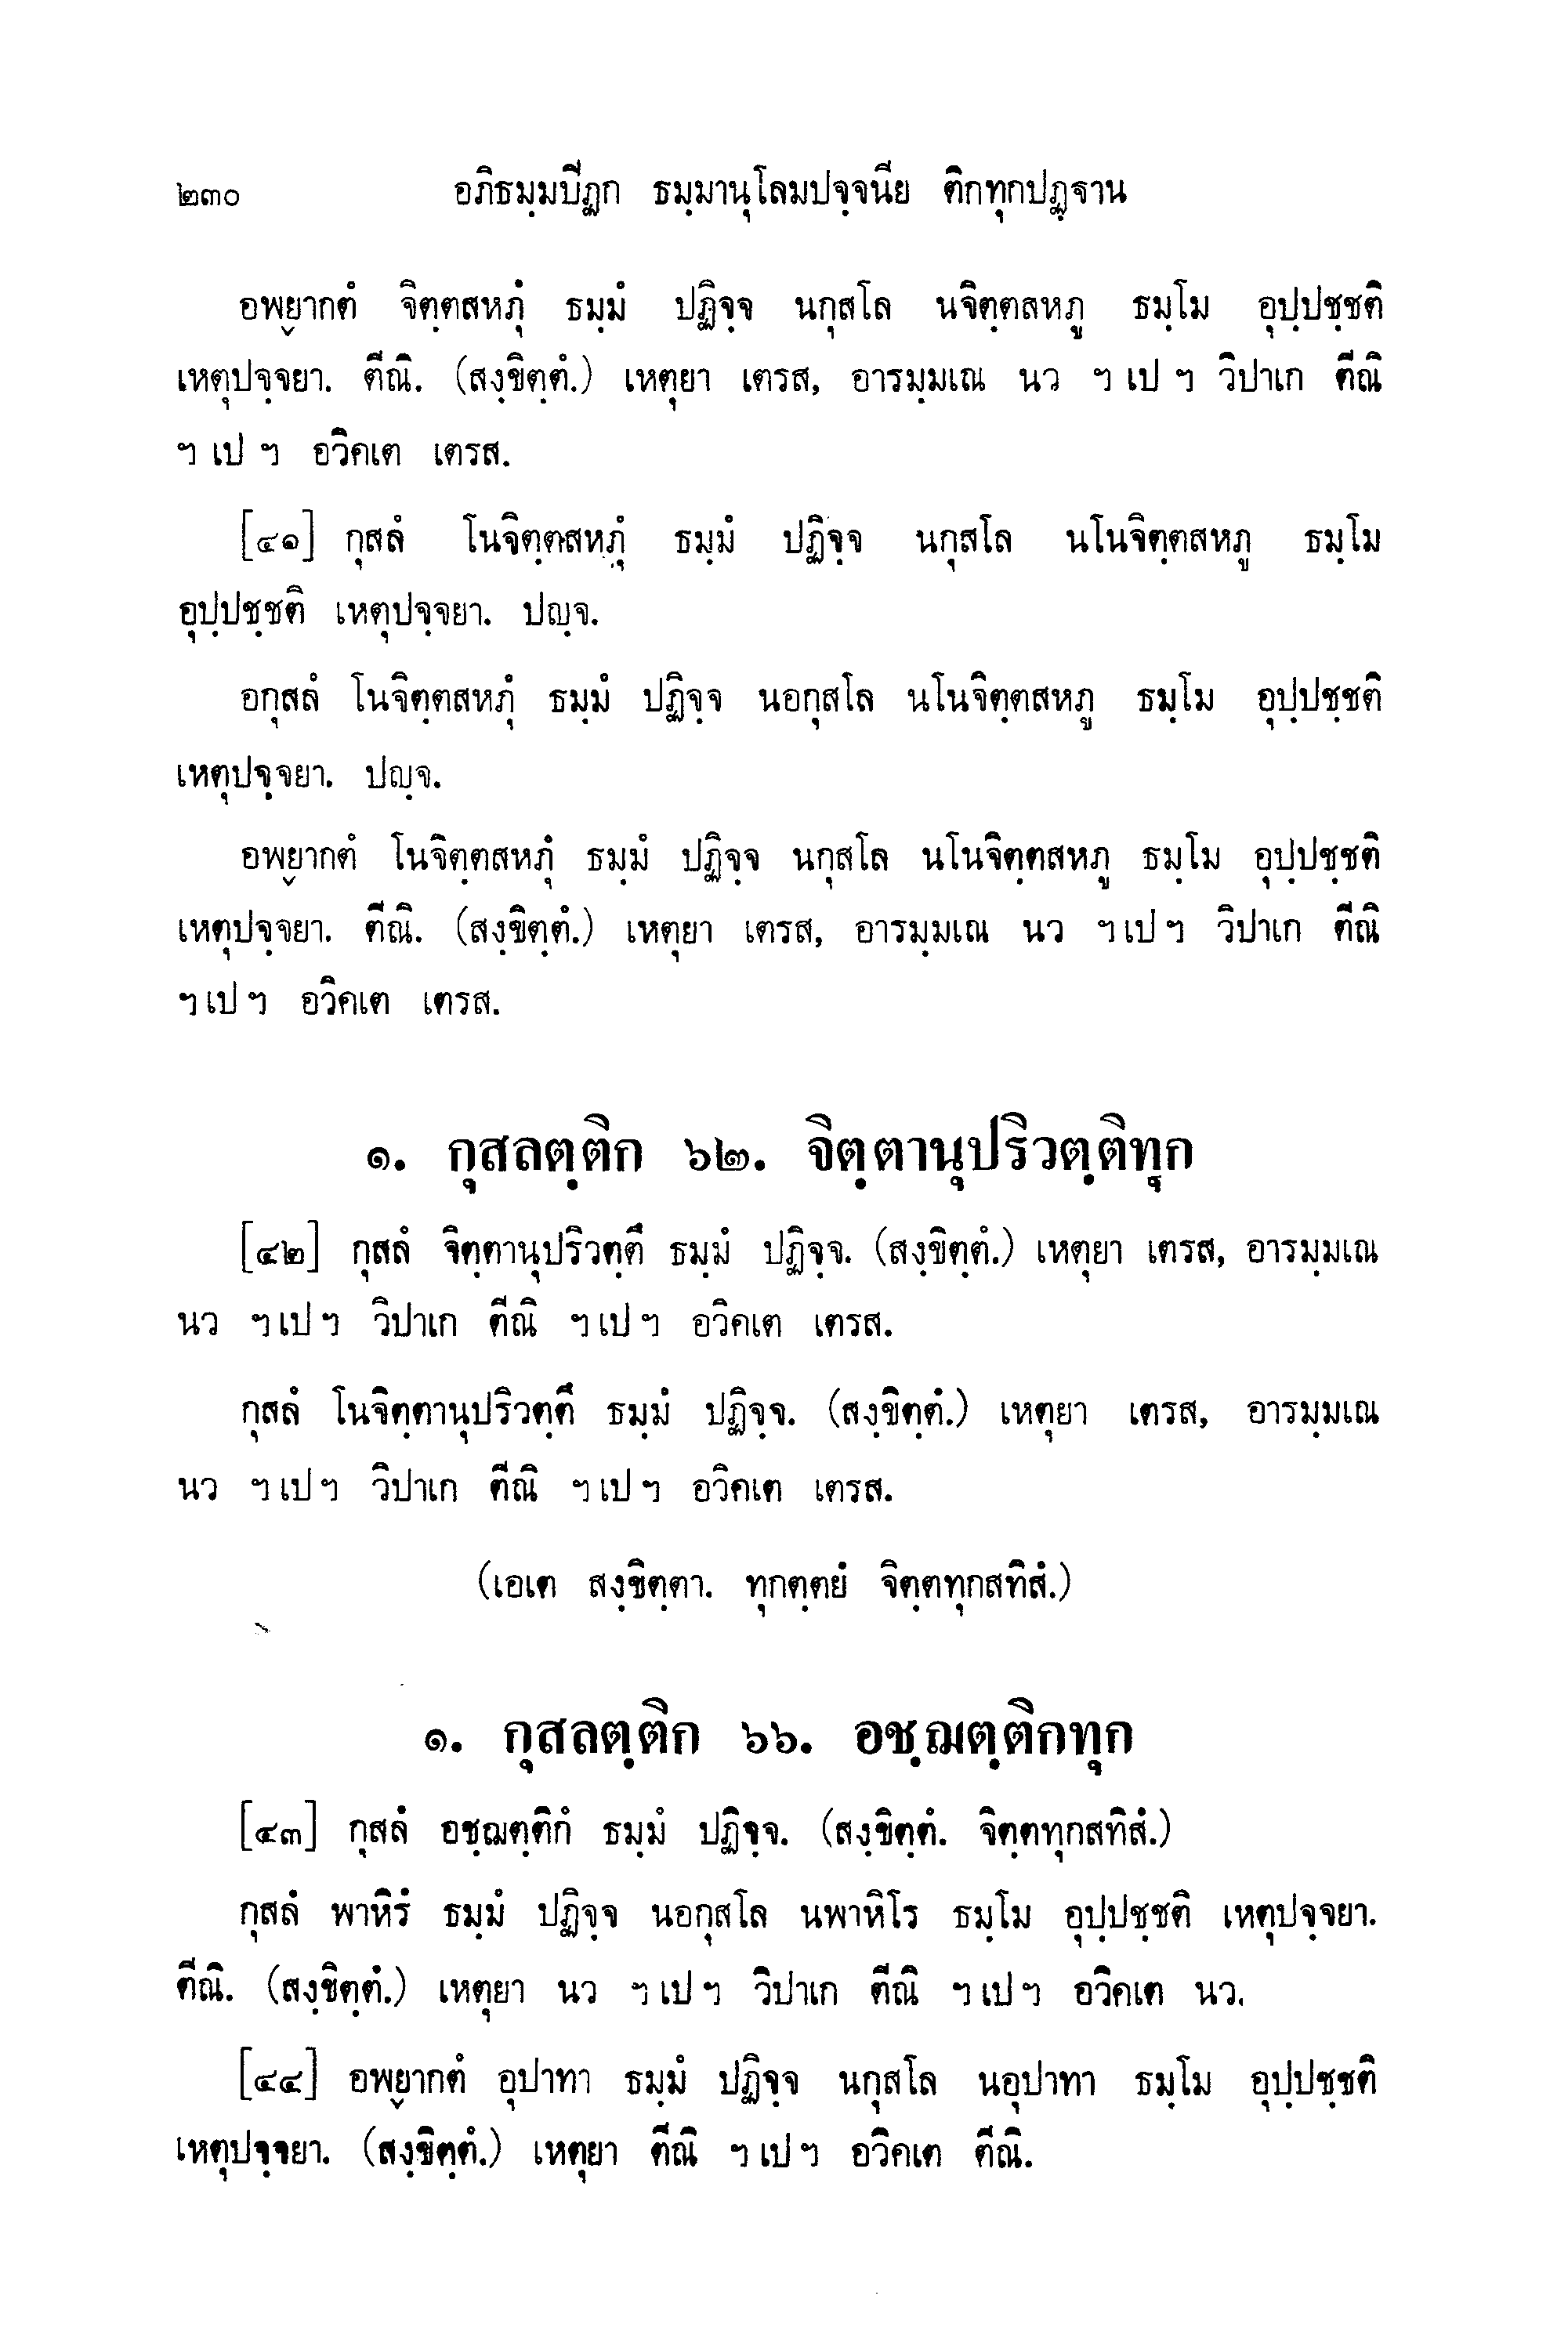 ๒๓๐ อภิธมฺมปีฏก ธมฺมานุโลมปจฺจนีย ติกทุกปฏฺฐาน
อพฺยากตํ จิตฺตสหภุํ ธมฺมํ ปฏิจฺจ นกุสโล นจิตฺตสหภู ธมฺโม อุปฺปชฺชติ
เหตุปจฺจยา. ตีณิ. (สงฺขิตฺตํ.) เหตุยา เตรส, อารมฺมเณ นว ฯ เป ฯ วิปาเก ตีณิ
ฯ เป ฯ อวิคเต เตรส.
[๔๑] กุสลํ โนจิตฺตสหภุํ ธมฺมํ ปฏิจฺจ นกุสโล นโนจิตฺตสหภู ธมฺโม
อุปฺปชฺชติ เหตุปจฺจยา. ปญฺจ.
อกุสลํ โนจิตฺตสหภุํ ธมฺมํ ปฏิจฺจ นอกุสโล นโนจิตฺตสหภู ธมฺโม อุปฺปชฺชติ
เหตุปจฺจยา. ปญฺจ.
อพฺยากตํ โนจิตฺตสหภุํ ธมฺมํ ปฏิจฺจ นกุสโล นโนจิตฺตสหภู ธมฺโม อุปฺปชฺชติ
เหตุปจฺจยา. ตีณิ. (สงฺขิตฺตํ.) เหตุยา เตรส, อารมฺมเณ นว ฯ เป ฯ วิปาเก ตีณิ
ฯ เป ฯ อวิคเต เตรส.
๑. กุสลตฺติก ๖๒. จิตฺตานุปริวตฺติทุก
[๔๒] กุสลํ จิตฺตานุปริวตฺตึ ธมฺมํ ปฏิจฺจ. (สงฺขิตฺตํ.) เหตุยา เตรส, อารมฺมเณ
นว ฯ เป ฯ วิปาเก ตีณิ ฯ เป ฯ อวิคเต เตรส.
กุสลํ โนจิตฺตานุปริวตฺตึ ธมฺมํ ปฏิจฺจ. (สงฺขิตฺตํ.) เหตุยา เตรส, อารมฺมเณ
นว ฯ เป ฯ วิปาเก ตีณิ ฯ เป ฯ อวิคเต เตรส.
(เอเต สงฺขิตฺตา. ทุกตฺตยํ จิตฺตทุกสทิสํ.)
๑. กุสลตฺติก ๖๖. อชฺฌตฺติกทุก
[๔๓] กุสลํ อชฺฌตฺติกํ ธมฺมํ ปฏิจฺจ. (สงฺขิตฺตํ. จิตฺตทุกสทิสํ.)
กุสลํ พาหิรํ ธมฺมํ ปฏิจฺจ นอกุสโล นพาหิโร ธมฺโม อุปฺปชฺชติ เหตุปจฺจยา.
ตีณิ. (สงฺขิตฺตํ.) เหตุยา นว ฯ เป ฯ วิปาเก ตีณิ ฯ เป ฯ อวิคเต นว.
[๔๔] อพฺยากตํ อุปาทา ธมฺมํ ปฏิจฺจ นกุสโล นอุปาทา ธมฺโม อุปฺปชฺชติ
เหตุปจฺจยา. (สงฺขิตฺตํ.) เหตุยา ตีณิ ฯ เป ฯ อวิคเต ตีณิ.